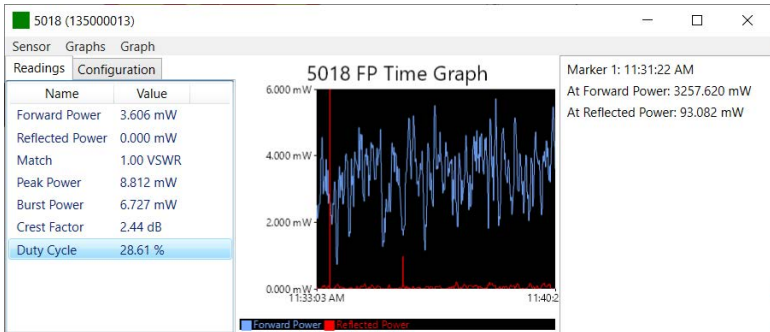 5018 (135000013)
Sensor Graphs Graph
Readings Configuration
Name Value
Forward Power 3.606 mW
Reflected Power 0.000 mW
Match 1.00 VSWR
Peak Power 8.812 mW
Burst Power 6.727 mW
Crest Factor 2.44 dB
Duty Cycle 28.61 %
5018 FP Time Graph
6.000 mW
4.000 mW
2.000 mW
0.000 mW
11:33:03 AM 11:40:2
Forward Power Reflected Power
Marker 1: 11:31:22 AM
At Forward Power: 3257.620 mW
At Reflected Power: 93.082 mW